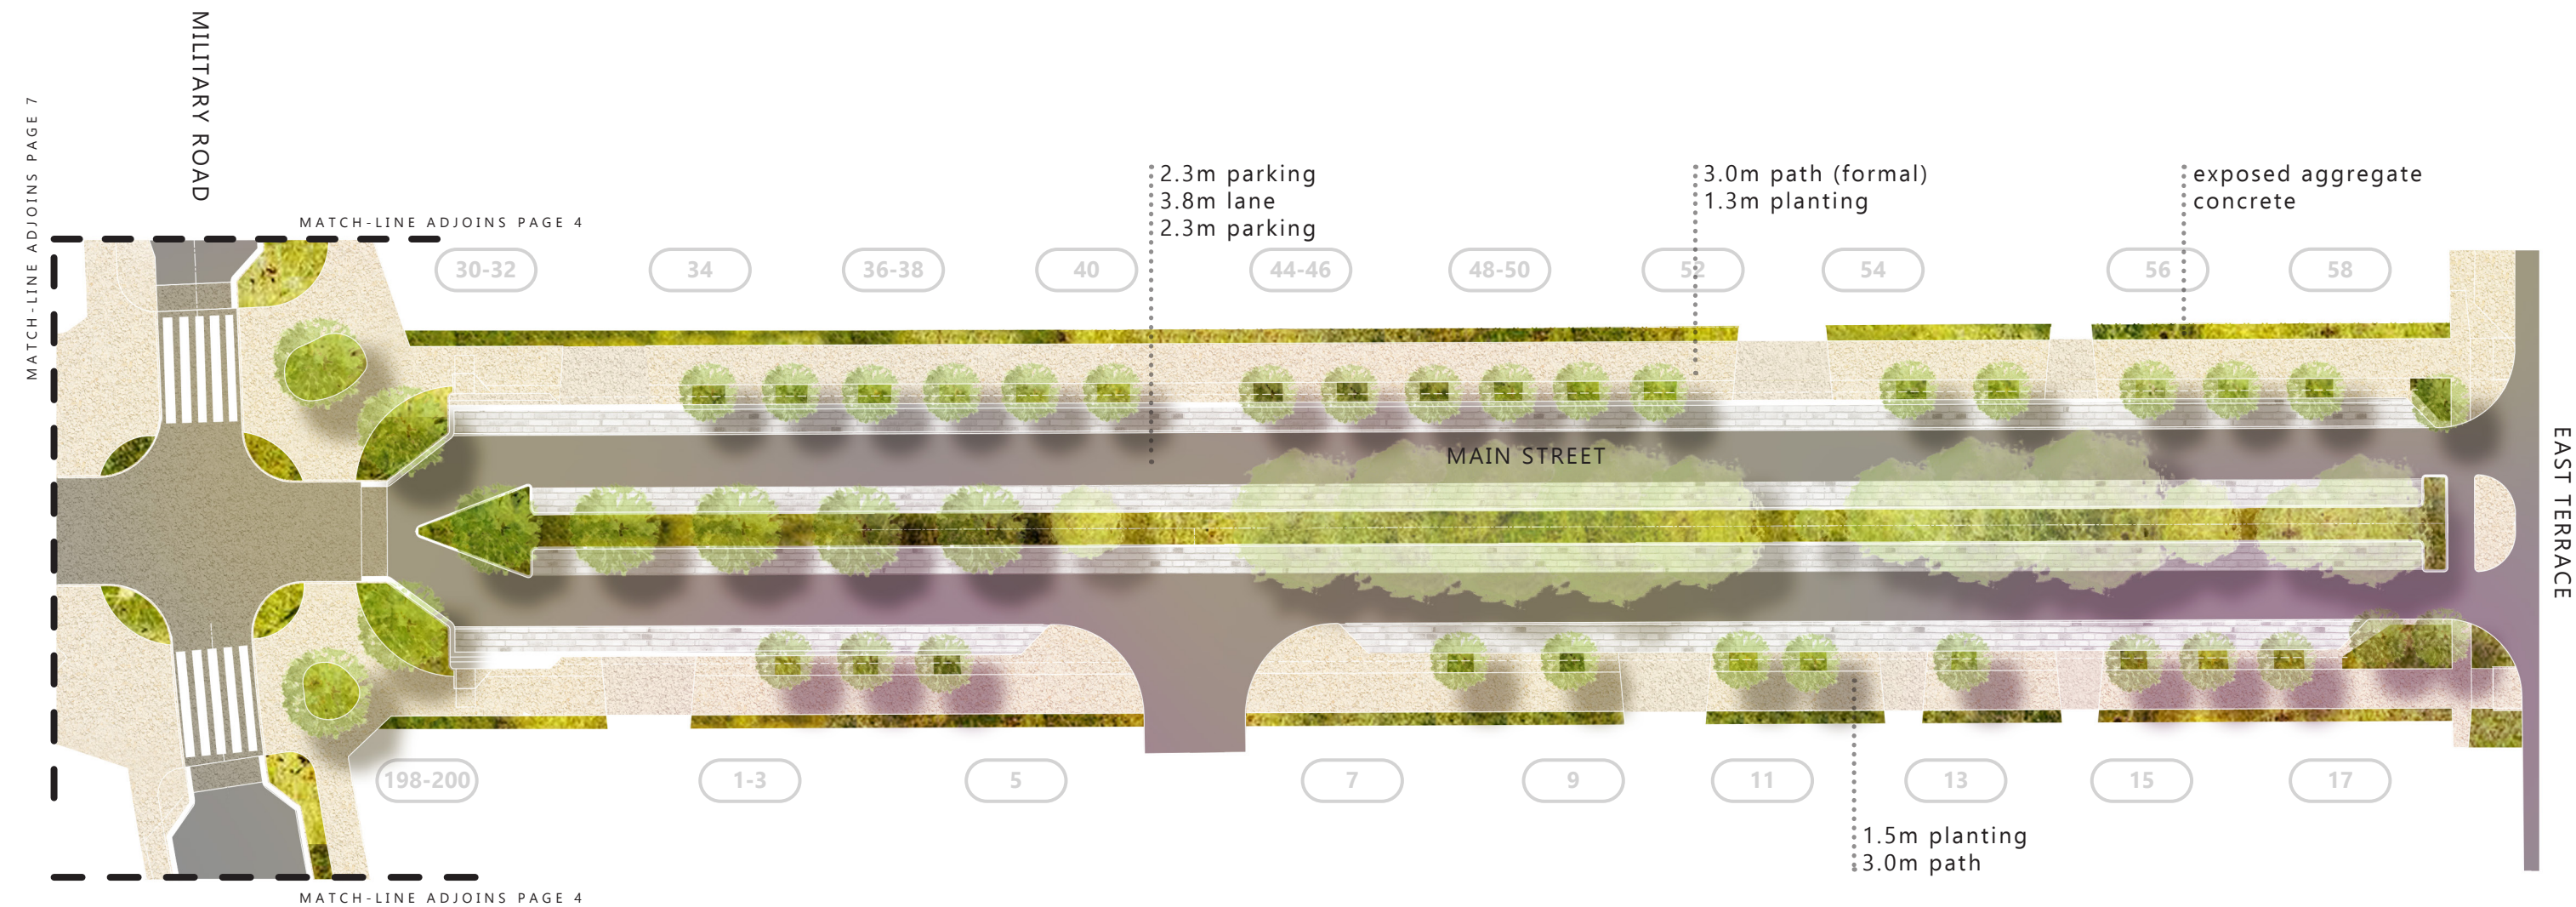 MILITARY ROAD
MATCH-LINE ADJOINS PAGE 7
MATCH-LINE ADJOINS PAGE 4
2.3m parking
3.8m lane
2.3m parking
3.0m path (formal)
1.3m planting
exposed aggregate
concrete
30-32
34
36-38
40
44-46
48-50
52
54
56
58
MAIN STREET
EAST TERRACE
198-200
1-3
5
7
9
11
13
15
17
1.5m planting
3.0m path
MATCH-LINE ADJOINS PAGE 4